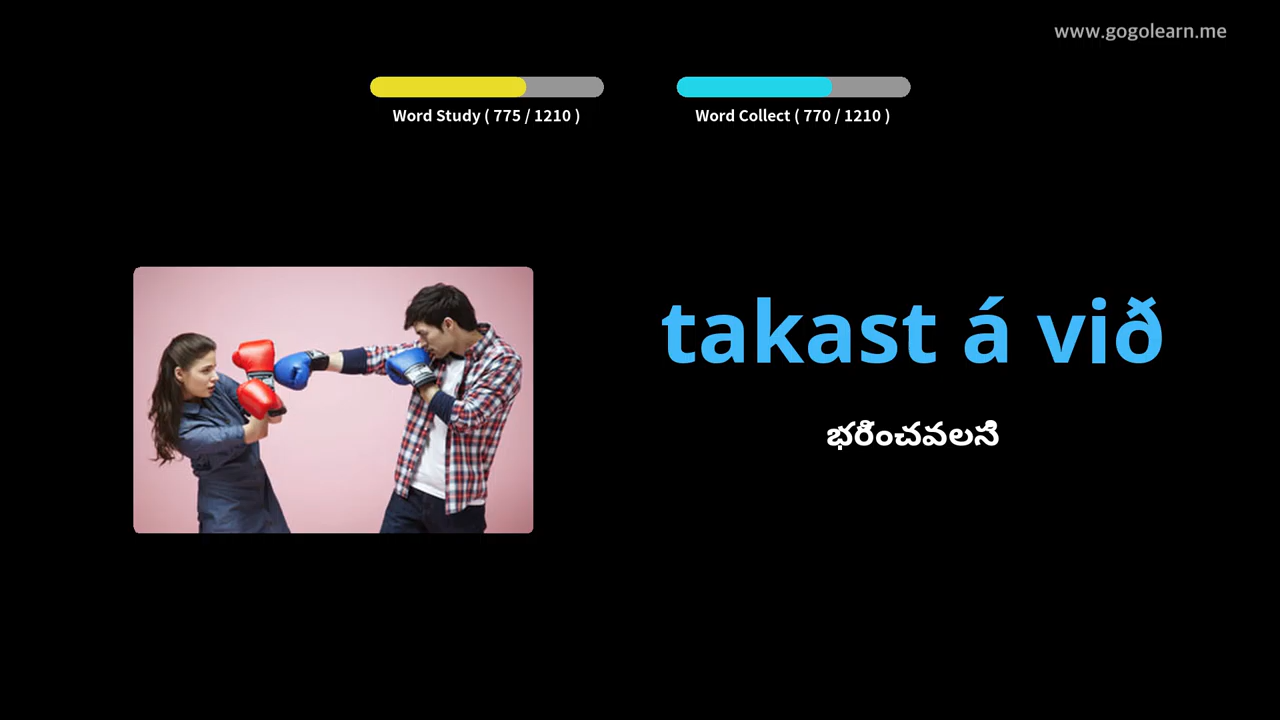 www.gogolearn.me
Word Study ( 775 / 1210 )
Word Collect ( 770 / 1210 )
takast á við
భరించవలసి